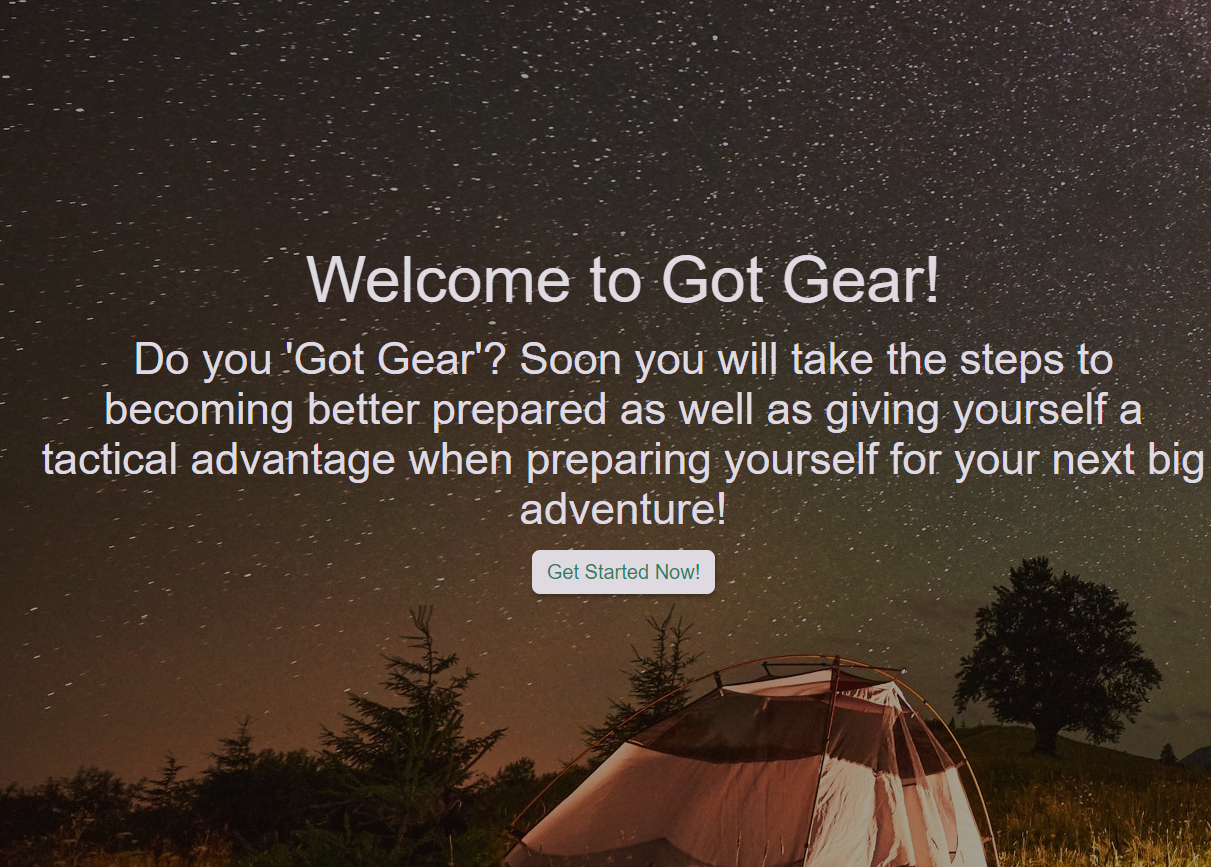 Welcome to Got Gear!
Do you 'Got Gear'? Soon you will take the steps to
becoming better prepared as well as giving yourself a
tactical advantage when preparing yourself for your next big
adventure!
Get Started Now!